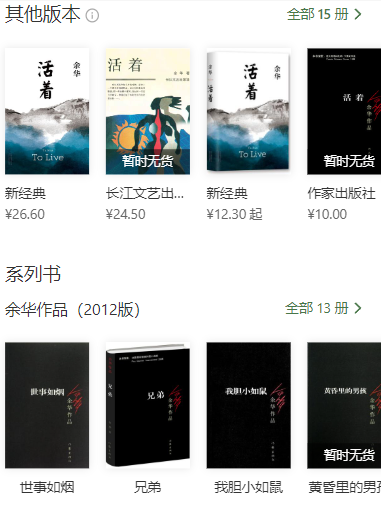 其他版本
全部 15 册
余华
活着
To Live
活着
余华 著
暂时无货
余华
活着
To Live
活着
余华作品
暂时无货
新经典
长江文艺出...
新经典
作家出版社
¥26.60
¥24.50
¥12.30 起
¥10.00
系列书
余华作品（2012版）
全部 13 册
世事如烟
余华作品
兄弟
余华作品
我胆小如鼠
余华作品
黄昏里的男孩
余华作品
暂时无货
世事如烟
兄弟
我胆小如鼠
黄昏里的男孩